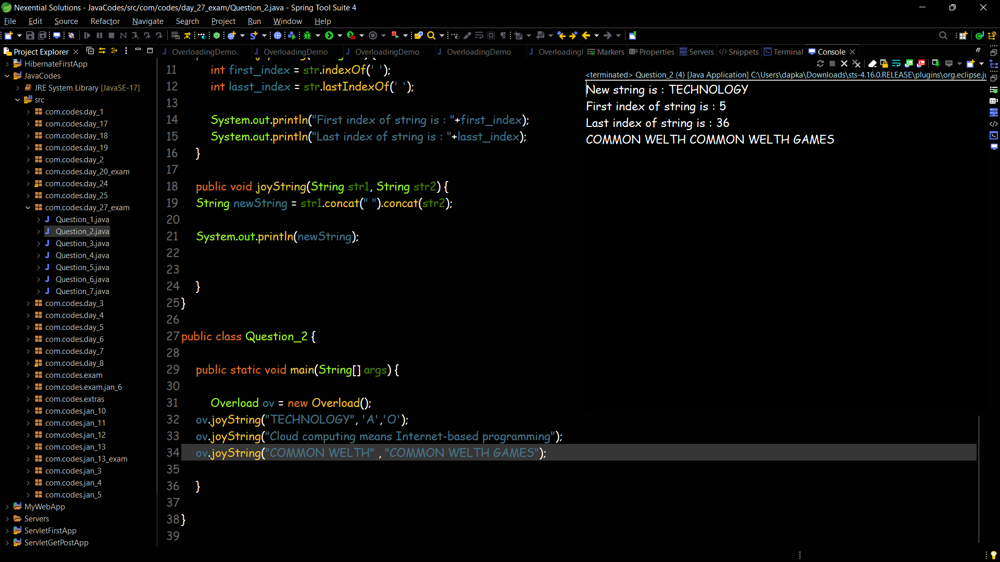 Nexential Solutions - JavaCodes/src/com/codes/day_27_exam/Question_2.java - Spring Tool Suite 4
File Edit Source Refactor Navigate Search Project Run Window Help
Project Explorer
HibernateFirstApp
JavaCodes
JRE System Library [JavaSE-17]
src
com.codes.day_1
com.codes.day_17
com.codes.day_18
com.codes.day_19
com.codes.day_2
com.codes.day_20_exam
com.codes.day_24
com.codes.day_25
com.codes.day_27_exam
Question_1.java
Question_2.java
Question_3.java
Question_4.java
Question_5.java
Question_6.java
Question_7.java
com.codes.day_3
com.codes.day_4
com.codes.day_5
com.codes.day_6
com.codes.day_7
com.codes.day_8
com.codes.exam
com.codes.exam.jan_6
com.codes.extras
com.codes.jan_10
com.codes.jan_11
com.codes.jan_12
com.codes.jan_13
com.codes.jan_13_exam
com.codes.jan_3
com.codes.jan_4
com.codes.jan_5
MyWebApp
Servers
ServletFirstApp
ServletGetPostApp
OverloadingDemo. OverloadingDemo OverloadingDemo OverloadingDemo Overloading
11 int first_index = str.indexOf(' ');
12 int lasst_index = str.lastIndexOf(' ');
13
14 System.out.println("First index of string is : "+first_index);
15 System.out.println("Last index of string is : "+lasst_index);
16 }
17
18 public void joyString(String str1, String str2) {
19 String newString = str1.concat(" ").concat(str2);
20
21 System.out.println(newString);
22
23
24 }
25 }
26
27 public class Question_2 {
28
29 public static void main(String[] args) {
30
31 Overload ov = new Overload();
32 ov.joyString("TECHNOLOGY", 'A','O');
33 ov.joyString("Cloud computing means Internet-based programming");
34 ov.joyString("COMMON WELTH" , "COMMON WELTH GAMES");
35
36 }
37
38 }
39
Markers Properties Servers Snippets Terminal Console
<terminated> Question_2 (4) [Java Application] C:\Users\dapka\Downloads\sts-4.16.0.RELEASE\plugins\org.eclipse.ju
New string is : TECHNOLOGY
First index of string is : 5
Last index of string is : 36
COMMON WELTH COMMON WELTH GAMES